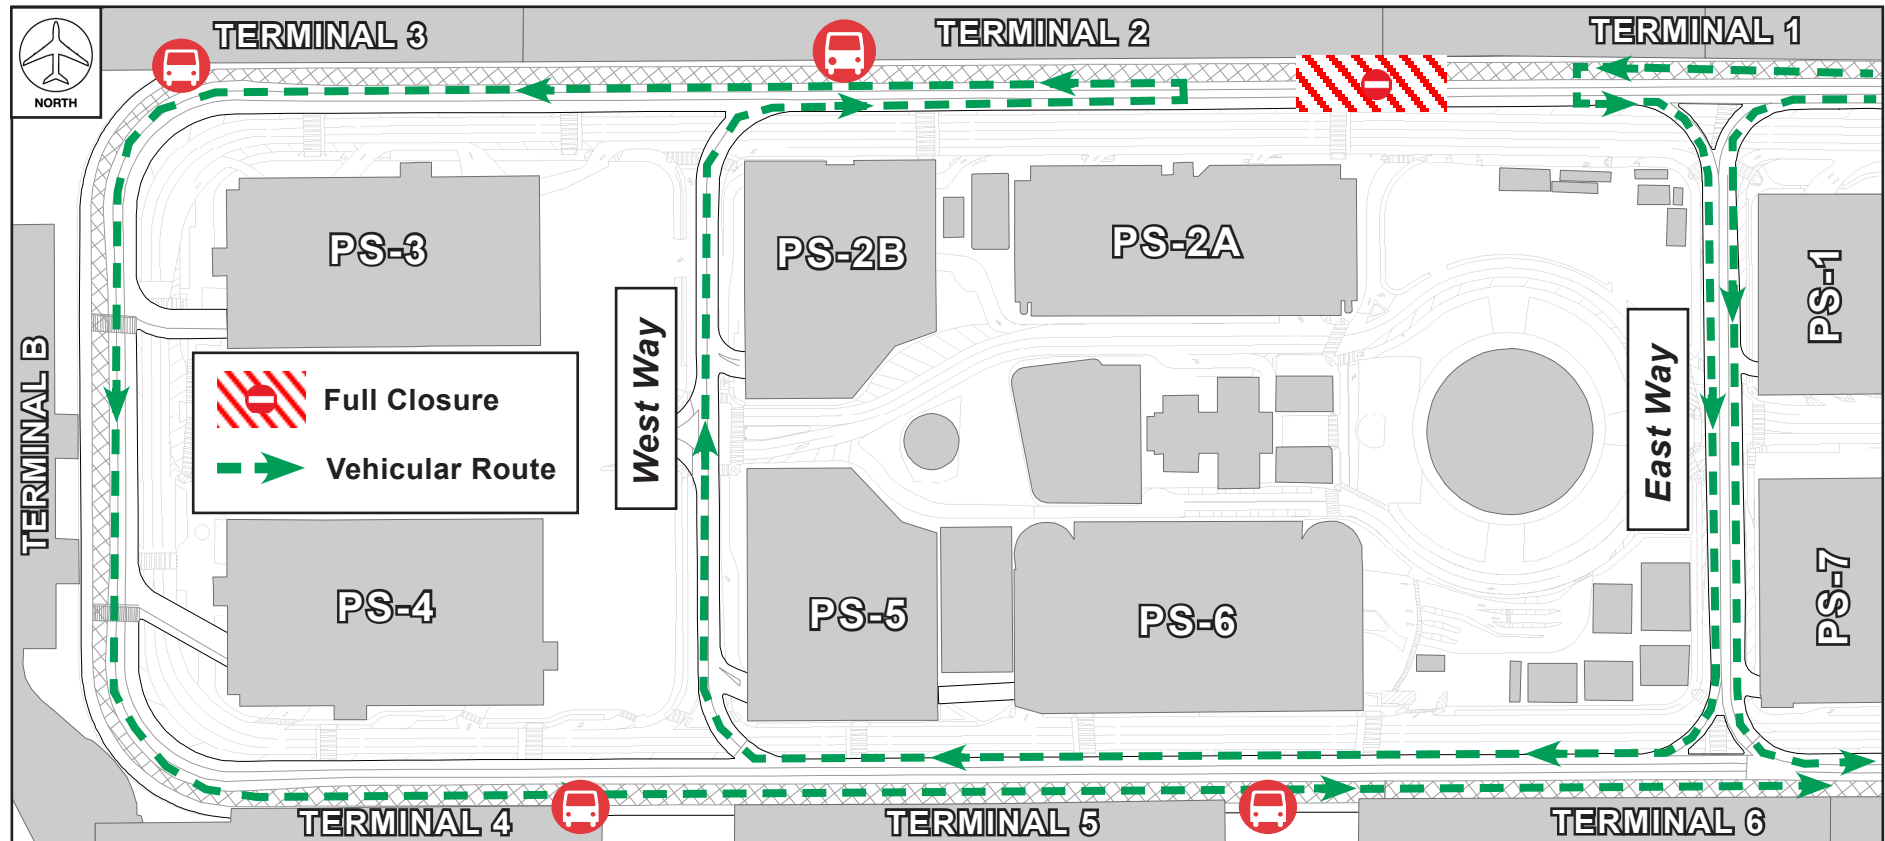 TERMINAL 3
TERMINAL 2
TERMINAL 1
NORTH
PS-3
PS-2B
PS-2A
PS-1
TERMINAL B
West Way
East Way
Full Closure
Vehicular Route
PS-4
PS-5
PS-6
PS-7
TERMINAL 4
TERMINAL 5
TERMINAL 6